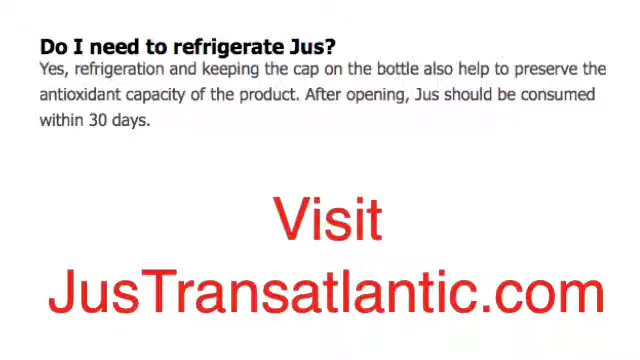 Do I need to refrigerate Jus?
Yes, refrigeration and keeping the cap on the bottle also help to preserve the
antioxidant capacity of the product. After opening, Jus should be consumed
within 30 days.
Visit
JusTransatlantic.com